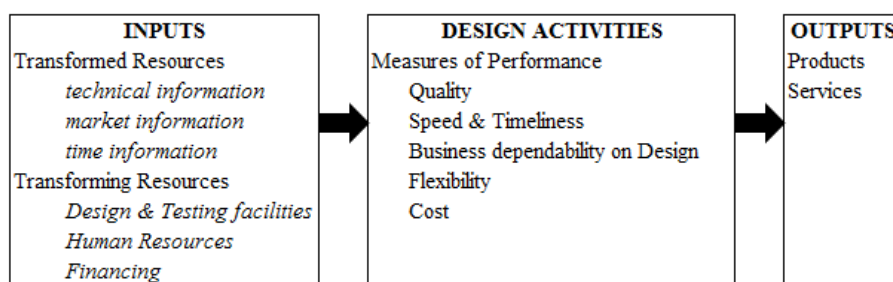 INPUTS
Transformed Resources
technical information
market information
time information
Transforming Resources
Design & Testing facilities
Human Resources
Financing
DESIGN ACTIVITIES
Measures of Performance
Quality
Speed & Timeliness
Business dependability on Design
Flexibility
Cost
OUTPUTS
Products
Services